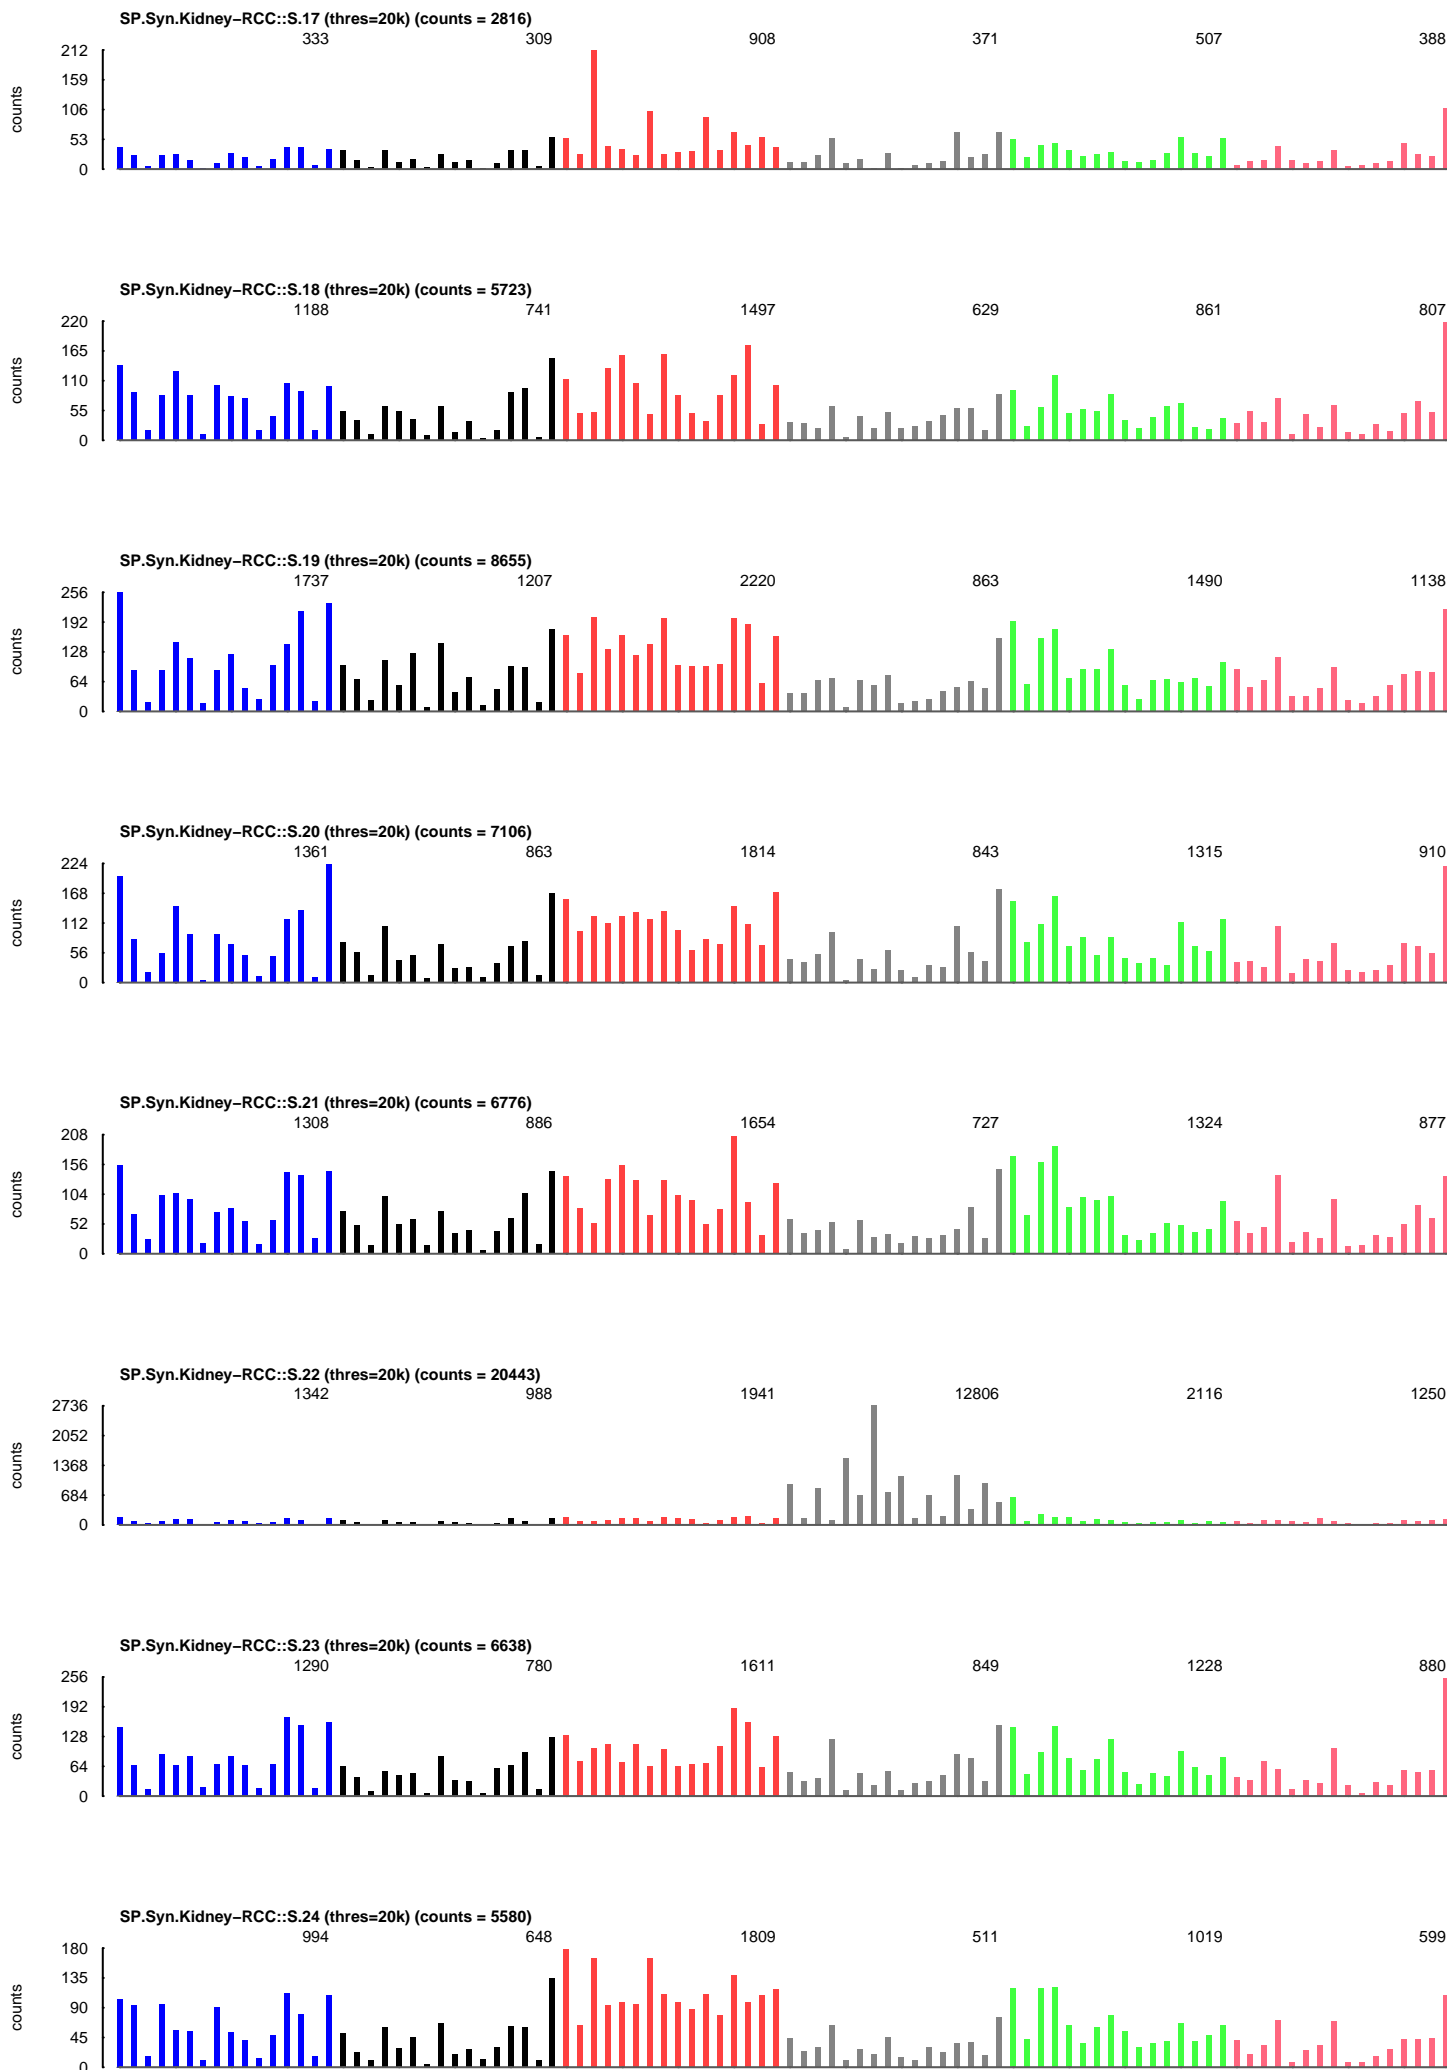 SP.Syn.Kidney−RCC::S.17 (thres=20k) (counts = 2816)
333 309 908 371 507 388
212
159
106
53
0
counts
SP.Syn.Kidney−RCC::S.18 (thres=20k) (counts = 5723)
1188 741 1497 629 861 807
220
165
110
55
0
counts
SP.Syn.Kidney−RCC::S.19 (thres=20k) (counts = 8655)
1737 1207 2220 863 1490 1138
256
192
128
64
0
counts
SP.Syn.Kidney−RCC::S.20 (thres=20k) (counts = 7106)
1361 863 1814 843 1315 910
224
168
112
56
0
counts
SP.Syn.Kidney−RCC::S.21 (thres=20k) (counts = 6776)
1308 886 1654 727 1324 877
208
156
104
52
0
counts
SP.Syn.Kidney−RCC::S.22 (thres=20k) (counts = 20443)
1342 988 1941 12806 2116 1250
2736
2052
1368
684
0
counts
SP.Syn.Kidney−RCC::S.23 (thres=20k) (counts = 6638)
1290 780 1611 849 1228 880
256
192
128
64
0
counts
SP.Syn.Kidney−RCC::S.24 (thres=20k) (counts = 5580)
994 648 1809 511 1019 599
180
135
90
45
0
counts